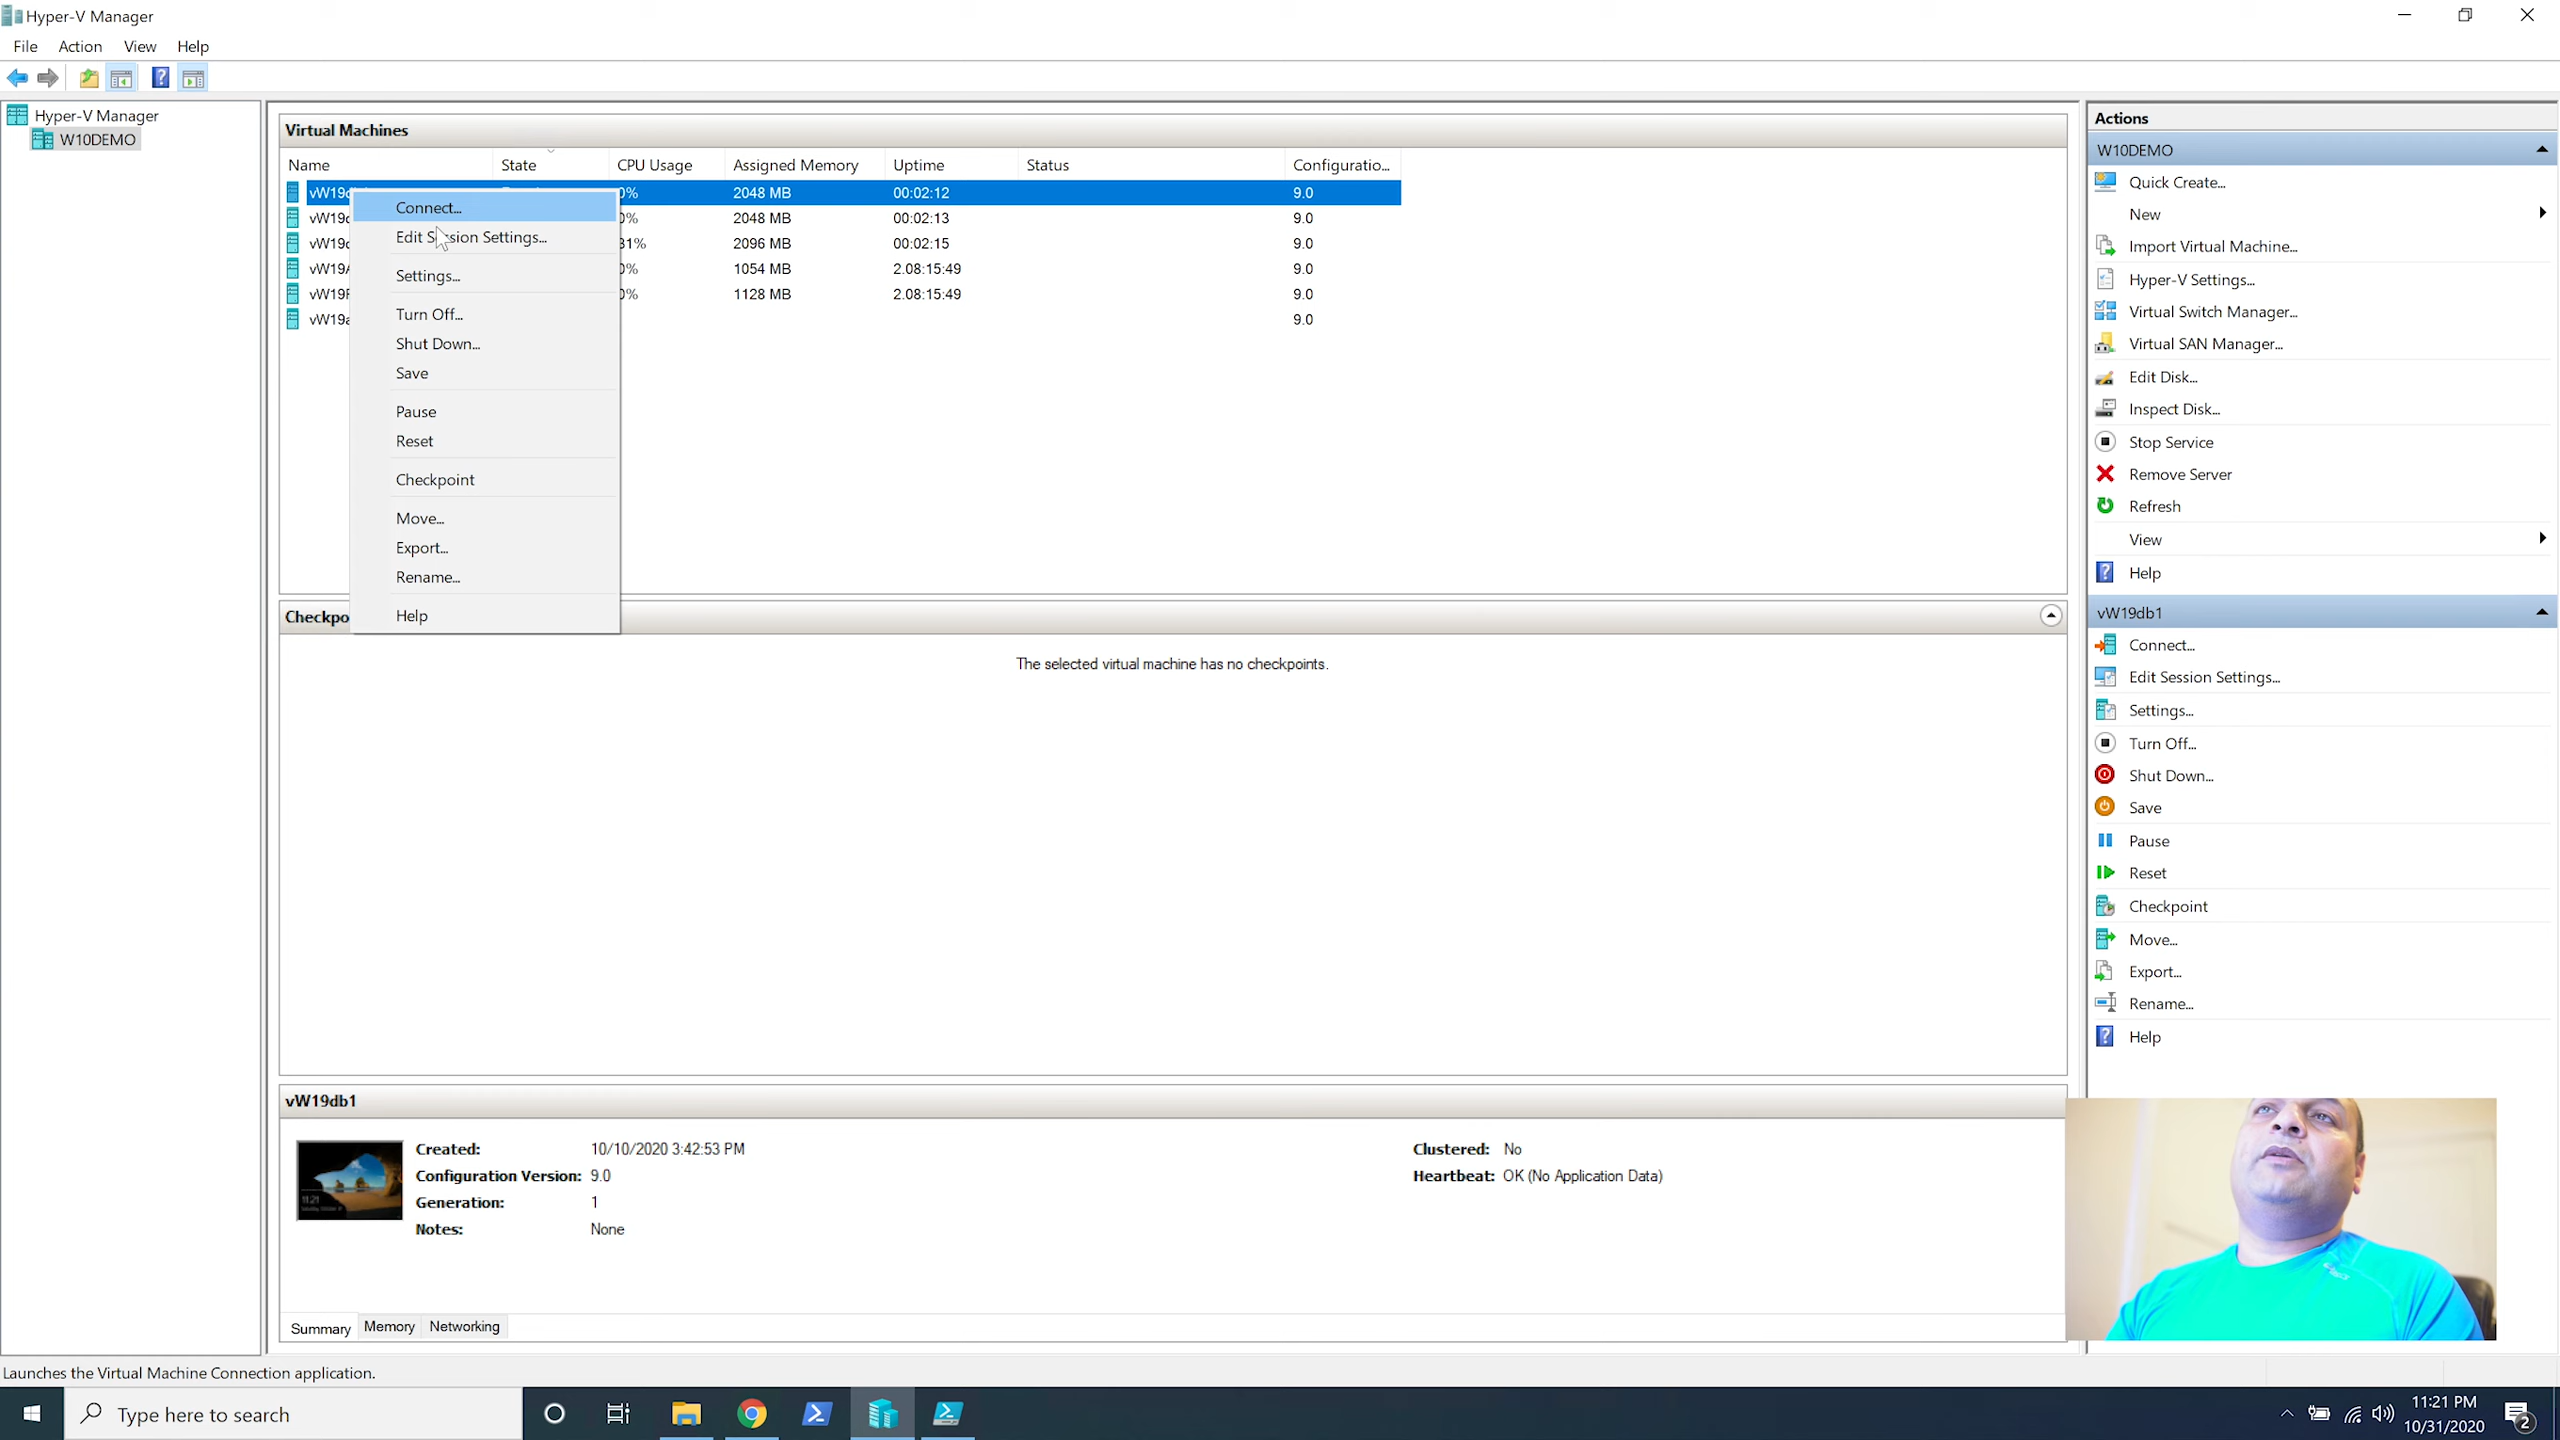 Hyper-V Manager
File Action View Help
Hyper-V Manager
W10DEMO
Virtual Machines
Name State CPU Usage Assigned Memory Uptime Status Configuratio...
0% 2048 MB 00:02:12 9.0
0% 2048 MB 00:02:13 9.0
31% 2096 MB 00:02:15 9.0
0% 1054 MB 2.08:15:49 9.0
0% 1128 MB 2.08:15:49 9.0
9.0
Connect...
Edit Session Settings...
Settings...
Turn Off...
Shut Down...
Save
Pause
Reset
Checkpoint
Move...
Export...
Rename...
Help
Checkpo
The selected virtual machine has no checkpoints.
vW19db1
Created: 10/10/2020 3:42:53 PM
Configuration Version: 9.0
Generation: 1
Notes: None
Clustered: No
Heartbeat: OK (No Application Data)
Summary Memory Networking
Actions
W10DEMO
Quick Create...
New
Import Virtual Machine...
Hyper-V Settings...
Virtual Switch Manager...
Virtual SAN Manager...
Edit Disk...
Inspect Disk...
Stop Service
Remove Server
Refresh
View
Help
vW19db1
Connect...
Edit Session Settings...
Settings...
Turn Off...
Shut Down...
Save
Pause
Reset
Checkpoint
Move...
Export...
Rename...
Help
Launches the Virtual Machine Connection application.
Type here to search
11:21 PM
10/31/2020
2